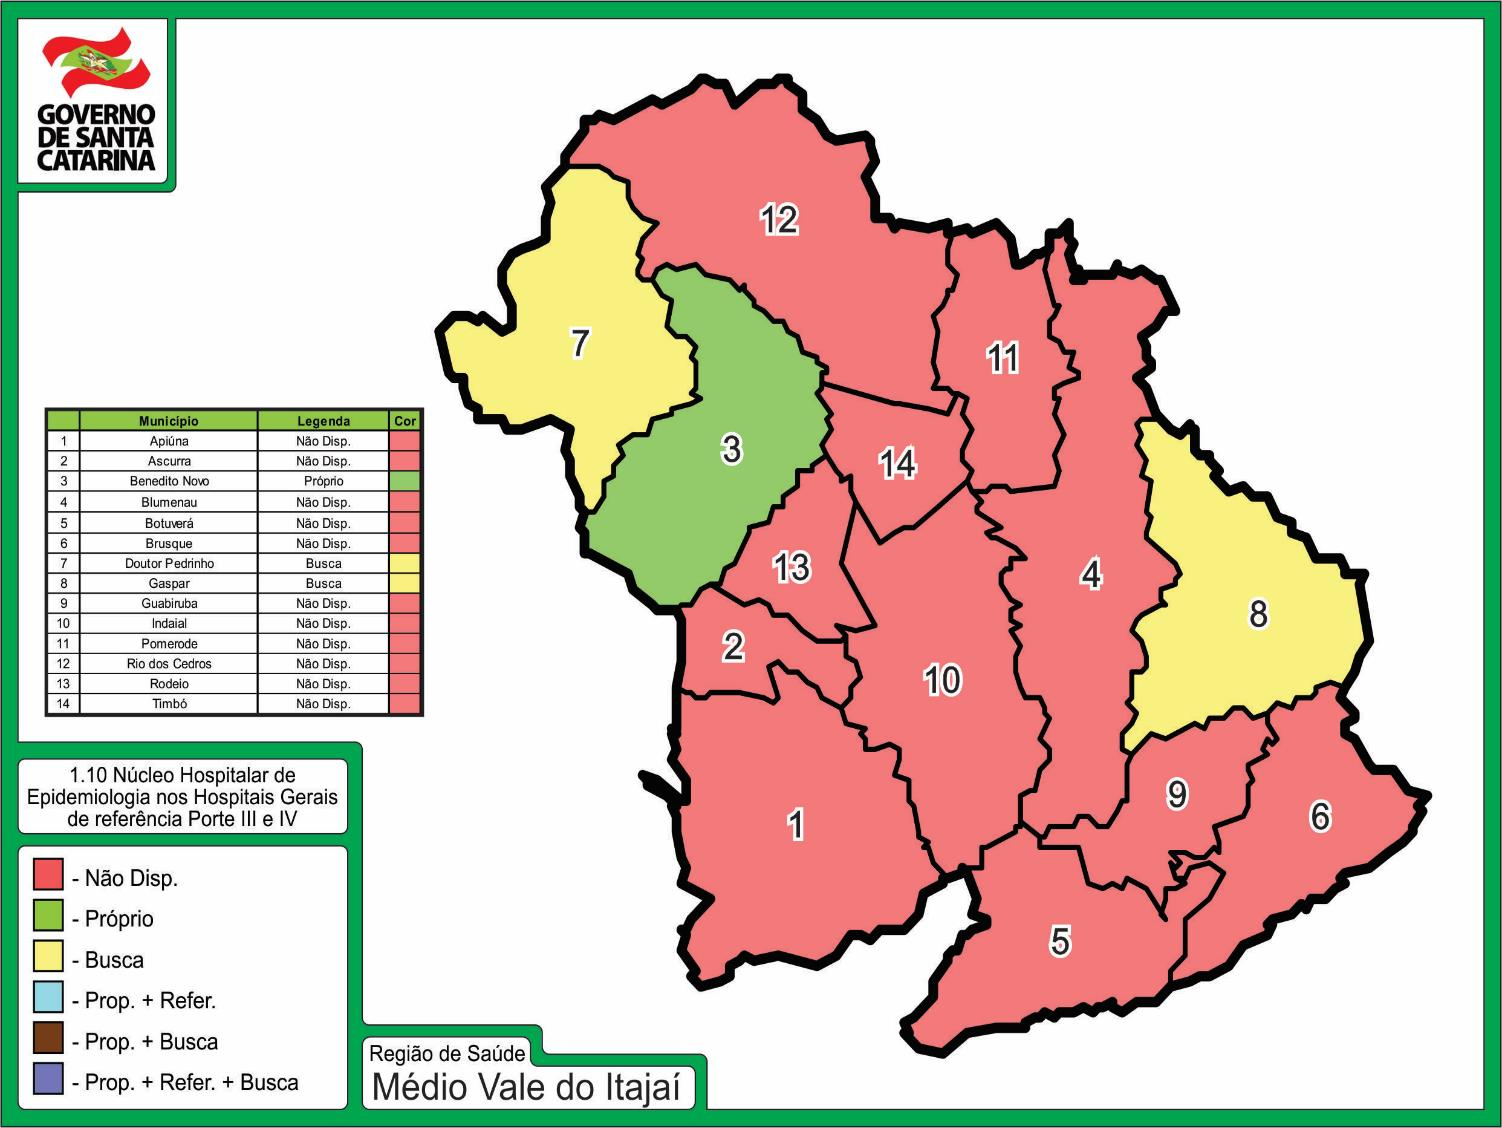 GOVERNO
DE SANTA
CATARINA
Município Legenda Cor
1 Apiúna Não Disp.
2 Ascurra Não Disp.
3 Benedito Novo Próprio
4 Blumenau Não Disp.
5 Botuverá Não Disp.
6 Brusque Não Disp.
7 Doutor Pedrinho Busca
8 Gaspar Busca
9 Guabiruba Não Disp.
10 Indaial Não Disp.
11 Pomerode Não Disp.
12 Rio dos Cedros Não Disp.
13 Rodeio Não Disp.
14 Timbó Não Disp.
12
7
11
3
14
13
4
8
2
10
9
1
6
5
1.10 Núcleo Hospitalar de
Epidemiologia nos Hospitais Gerais
de referência Porte III e IV
- Não Disp.
- Próprio
- Busca
- Prop. + Refer.
- Prop. + Busca
- Prop. + Refer. + Busca
Região de Saúde
Médio Vale do Itajaí